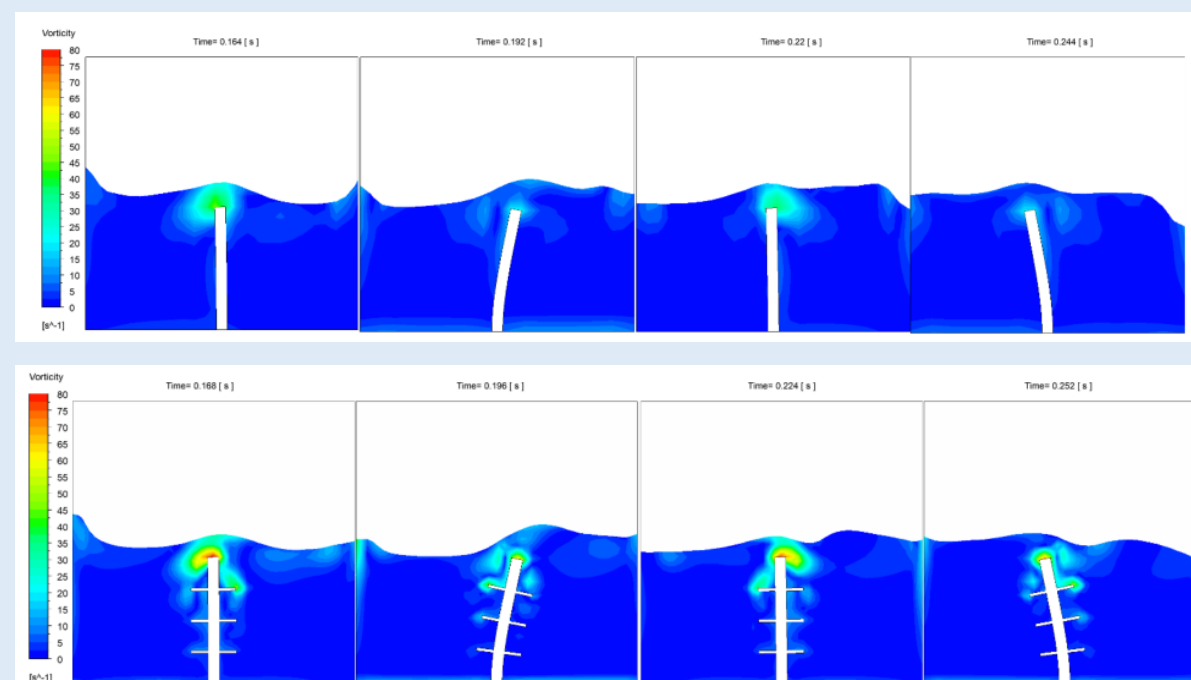 Vorticity
Time= 0.164 [ s ]
Time= 0.192 [ s ]
Time= 0.22 [ s ]
Time= 0.244 [ s ]
80
75
70
65
60
55
50
45
40
35
30
25
20
15
10
5
0
[s^-1]
Vorticity
Time= 0.168 [ s ]
Time= 0.196 [ s ]
Time= 0.224 [ s ]
Time= 0.252 [ s ]
80
75
70
65
60
55
50
45
40
35
30
25
20
15
10
5
0
[s^-1]